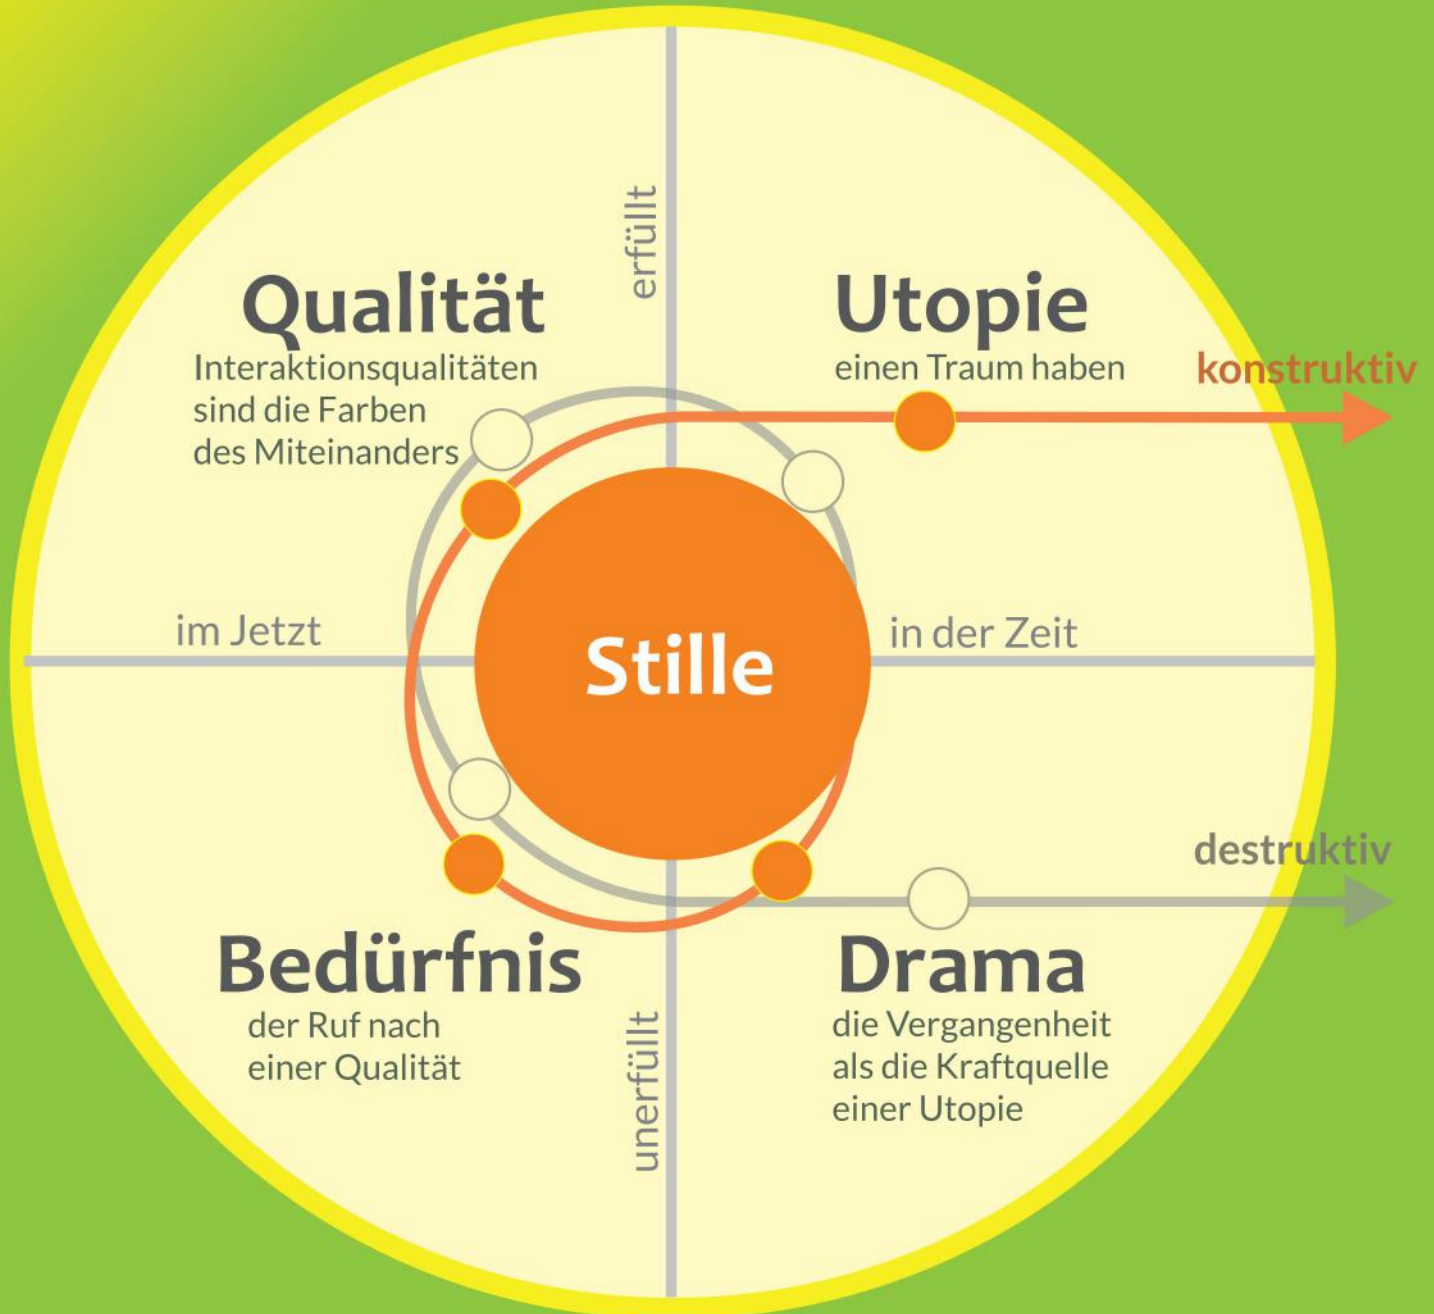 erfüllt
Qualität
Interaktionsqualitäten
sind die Farben
des Miteinanders
Utopie
einen Traum haben
konstruktiv
im Jetzt
Stille
in der Zeit
destruktiv
Bedürfnis
der Ruf nach
einer Qualität
unerfüllt
Drama
die Vergangenheit
als die Kraftquelle
einer Utopie